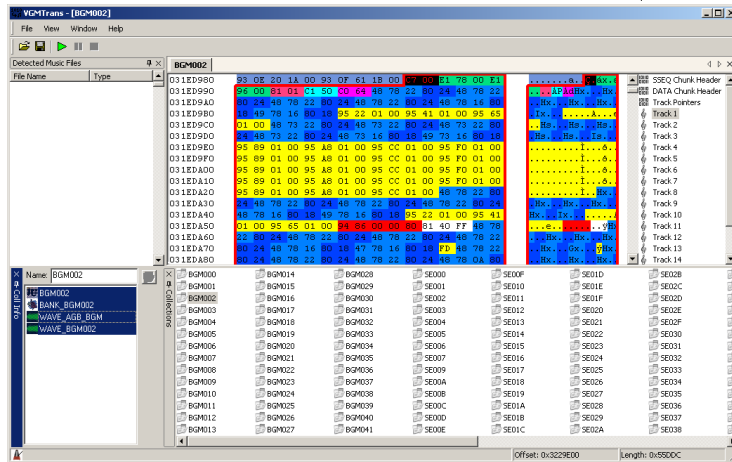 VGMTrans - [BGM002]
File View Window Help
Detected Music Files
File Name Type
BGM002
031ED980 93 0E 20 1A 00 93 0F 61 1B 00 C7 00 E1 78 00 E1
031ED990 96 00 81 01 C1 50 C0 64 48 78 22 80 24 48 78 22
031ED9A0 80 24 48 78 22 80 24 48 78 22 80 24 48 78 16 80
031ED9B0 18 49 78 16 80 18 95 22 01 00 95 41 01 00 95 65
031ED9C0 01 00 48 73 22 80 24 48 73 22 80 24 48 73 22 80
031ED9D0 24 48 73 22 80 24 48 73 16 80 18 49 73 16 80 18
031ED9E0 95 89 01 00 95 A8 01 00 95 CC 01 00 95 F0 01 00
031ED9F0 95 89 01 00 95 A8 01 00 95 CC 01 00 95 F0 01 00
031EDA00 95 89 01 00 95 A8 01 00 95 CC 01 00 95 F0 01 00
031EDA10 95 89 01 00 95 A8 01 00 95 CC 01 00 95 F0 01 00
031EDA20 95 89 01 00 95 A8 01 00 95 CC 01 00 48 78 22 80
031EDA30 24 48 78 22 80 24 48 78 22 80 24 48 78 22 80 24
031EDA40 48 78 16 80 18 49 78 16 80 18 95 22 01 00 95 41
031EDA50 01 00 95 65 01 00 94 86 00 00 E0 81 40 FF 48 78
031EDA60 22 80 24 48 78 22 80 24 48 78 22 80 24 48 78 22
031EDA70 80 24 48 78 16 80 18 47 78 16 80 18 FD 48 78 22
031EDA80 80 24 48 78 22 80 24 48 78 22 80 24 48 78 0A 80
SSEQ Chunk Header
DATA Chunk Header
Track Pointers
Track 1
Track 2
Track 3
Track 4
Track 5
Track 6
Track 7
Track 8
Track 9
Track 10
Track 11
Track 12
Track 13
Track 14
Coll Info
Name: BGM002
BGM002
BANK_BGM002
WAVE_AGB_BGM
WAVE_BGM002
Collections
BGM000 BGM014 BGM028 SE000 SE00F SE01D SE02B
BGM001 BGM015 BGM029 SE001 SE010 SE01E SE02C
BGM002 BGM016 BGM030 SE002 SE011 SE01F SE02D
BGM003 BGM017 BGM031 SE003 SE012 SE020 SE02E
BGM004 BGM018 BGM032 SE004 SE013 SE021 SE02F
BGM005 BGM019 BGM033 SE005 SE014 SE022 SE030
BGM006 BGM020 BGM034 SE006 SE015 SE023 SE031
BGM007 BGM021 BGM035 SE007 SE016 SE024 SE032
BGM008 BGM022 BGM036 SE009 SE017 SE025 SE033
BGM009 BGM023 BGM037 SE00A SE018 SE026 SE034
BGM010 BGM024 BGM038 SE00B SE019 SE027 SE035
BGM011 BGM025 BGM039 SE00C SE01A SE028 SE036
BGM012 BGM026 BGM040 SE00D SE01B SE029 SE037
BGM013 BGM027 BGM041 SE00E SE01C SE02A SE038
Offset: 0x3229E00 Length: 0x55DDC